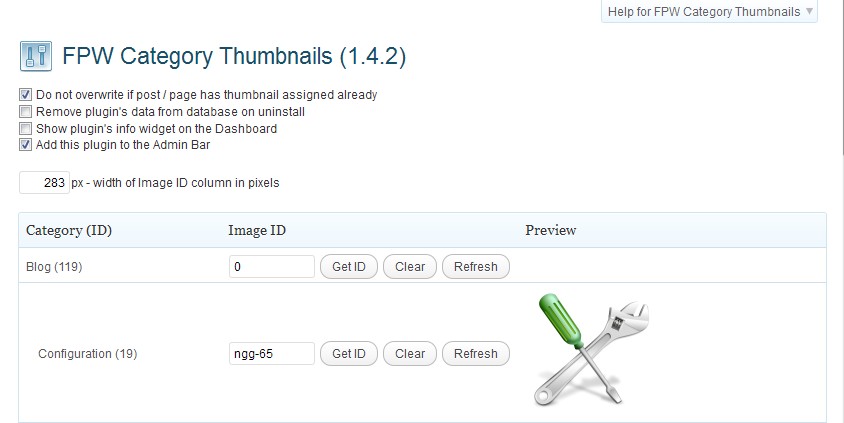 Help for FPW Category Thumbnails ▼
FPW Category Thumbnails (1.4.2)
Do not overwrite if post / page has thumbnail assigned already
Remove plugin's data from database on uninstall
Show plugin's info widget on the Dashboard
Add this plugin to the Admin Bar
283 px - width of Image ID column in pixels
Category (ID) Image ID Preview
Blog (119) 0 Get ID Clear Refresh
Configuration (19) ngg-65 Get ID Clear Refresh